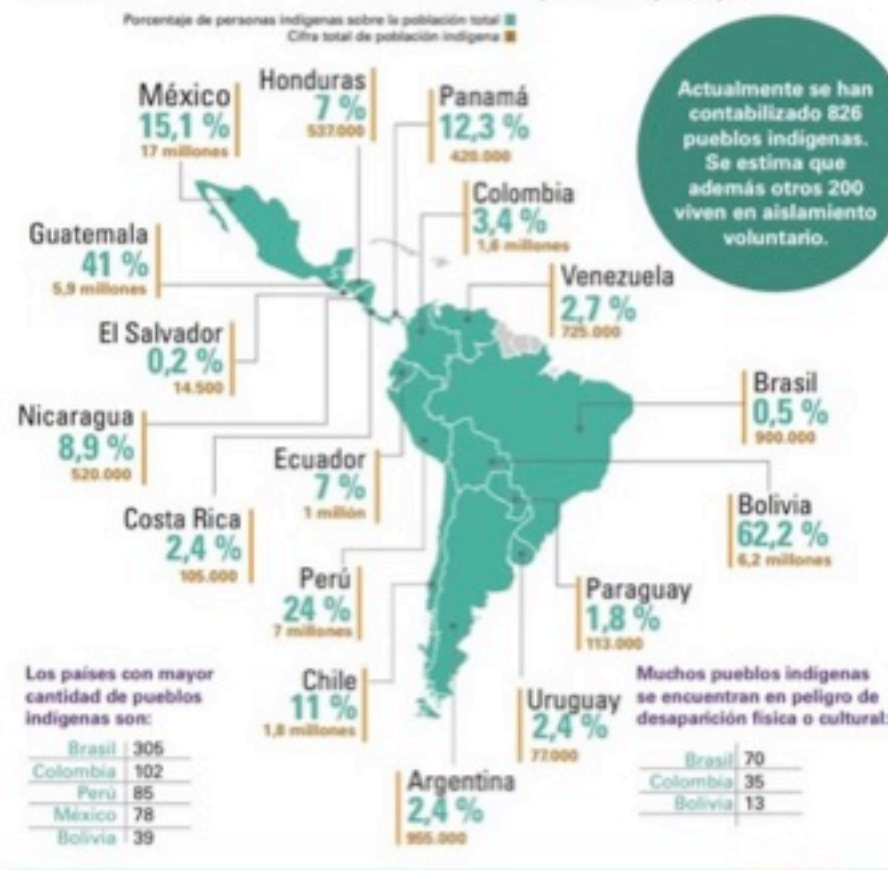 Porcentaje de personas indígenas sobre la población total
Cifra total de población indígena
Actualmente se han
contabilizado 826
pueblos indígenas.
Se estima que
además otros 200
viven en aislamiento
voluntario.
México
15,1 %
17 millones
Honduras
7 %
537.000
Panamá
12,3 %
420.000
Colombia
3,4 %
1,6 millones
Guatemala
41 %
5,9 millones
Venezuela
2,7 %
725.000
El Salvador
0,2 %
14.500
Brasil
0,5 %
900.000
Nicaragua
8,9 %
520.000
Ecuador
7 %
1 millón
Bolivia
62,2 %
6,2 millones
Costa Rica
2,4 %
105.000
Perú
24 %
7 millones
Paraguay
1,8 %
113.000
Chile
11 %
1,8 millones
Uruguay
2,4 %
77.000
Argentina
2,4 %
955.000
Los países con mayor
cantidad de pueblos
indígenas son:
Brasil 305
Colombia 102
Perú 85
México 78
Bolivia 39
Muchos pueblos indígenas
se encuentran en peligro de
desaparición física o cultural:
Brasil 70
Colombia 35
Bolivia 13